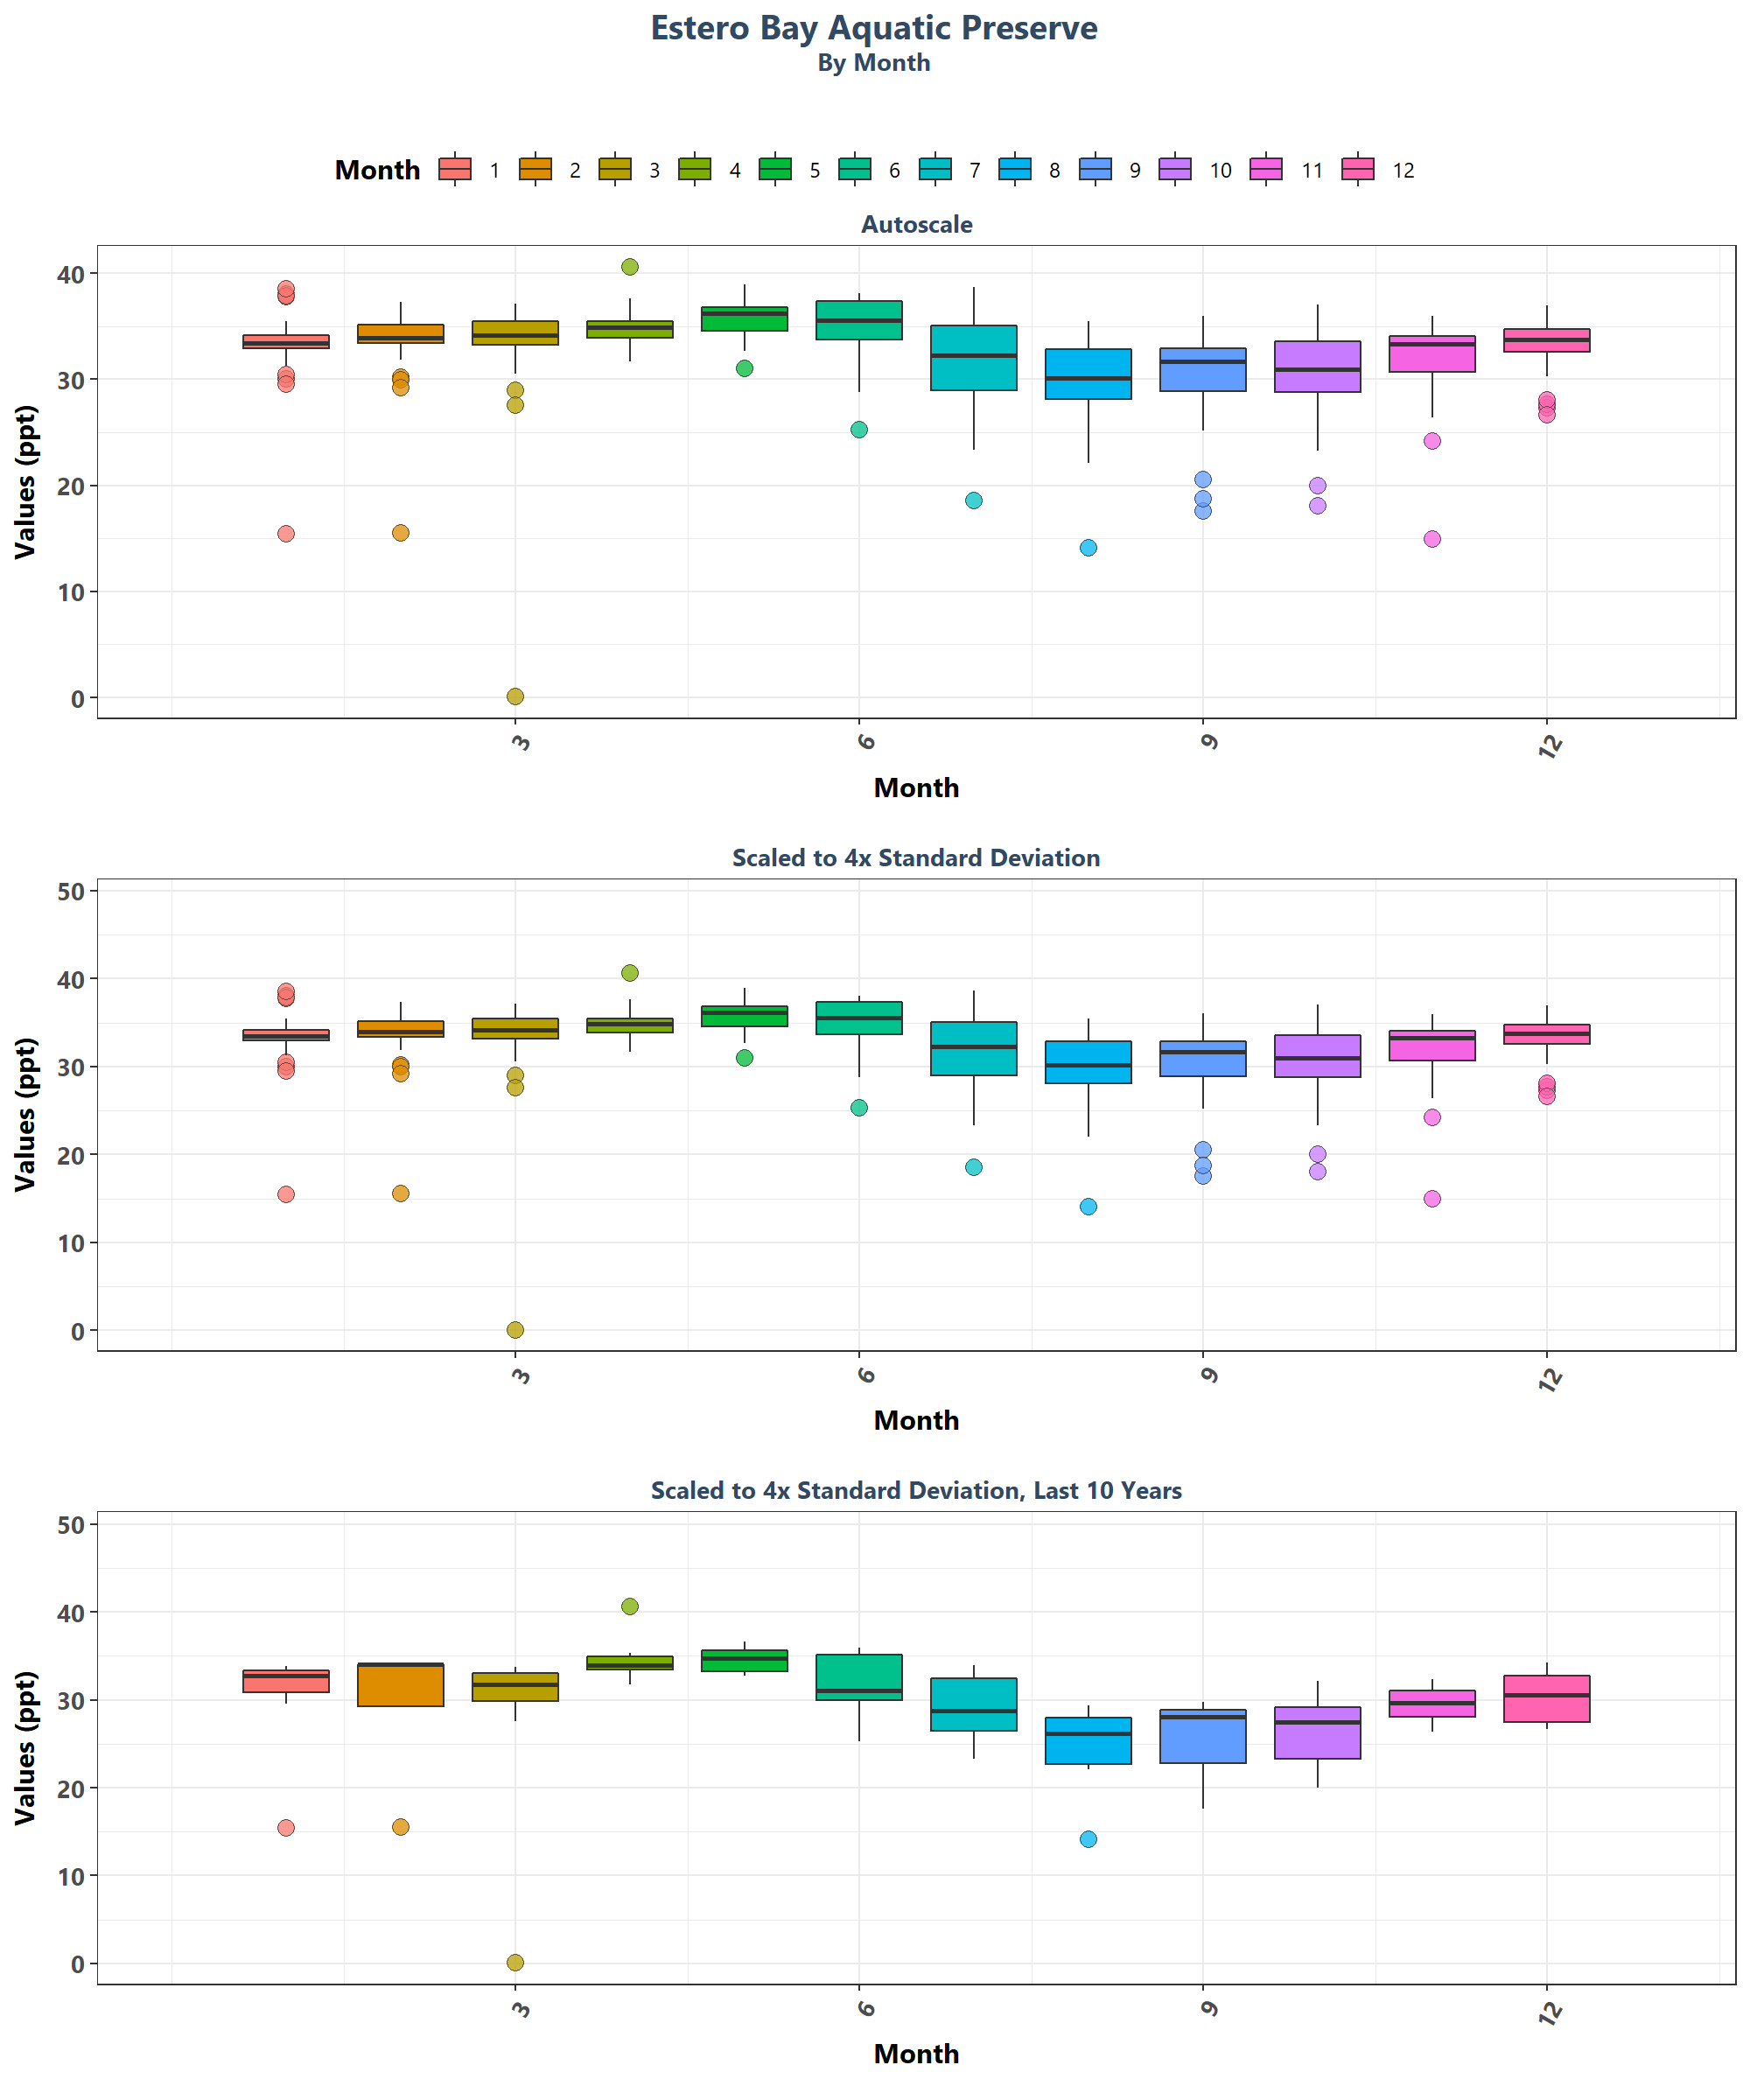 Estero Bay Aquatic Preserve
By Month
Month 1 2 3 4 5 6 7 8 9 10 11 12
Autoscale
Values (ppt)
40
30
20
10
0
3 6 9 12
Month
Scaled to 4x Standard Deviation
Values (ppt)
50
40
30
20
10
0
3 6 9 12
Month
Scaled to 4x Standard Deviation, Last 10 Years
Values (ppt)
50
40
30
20
10
0
3 6 9 12
Month